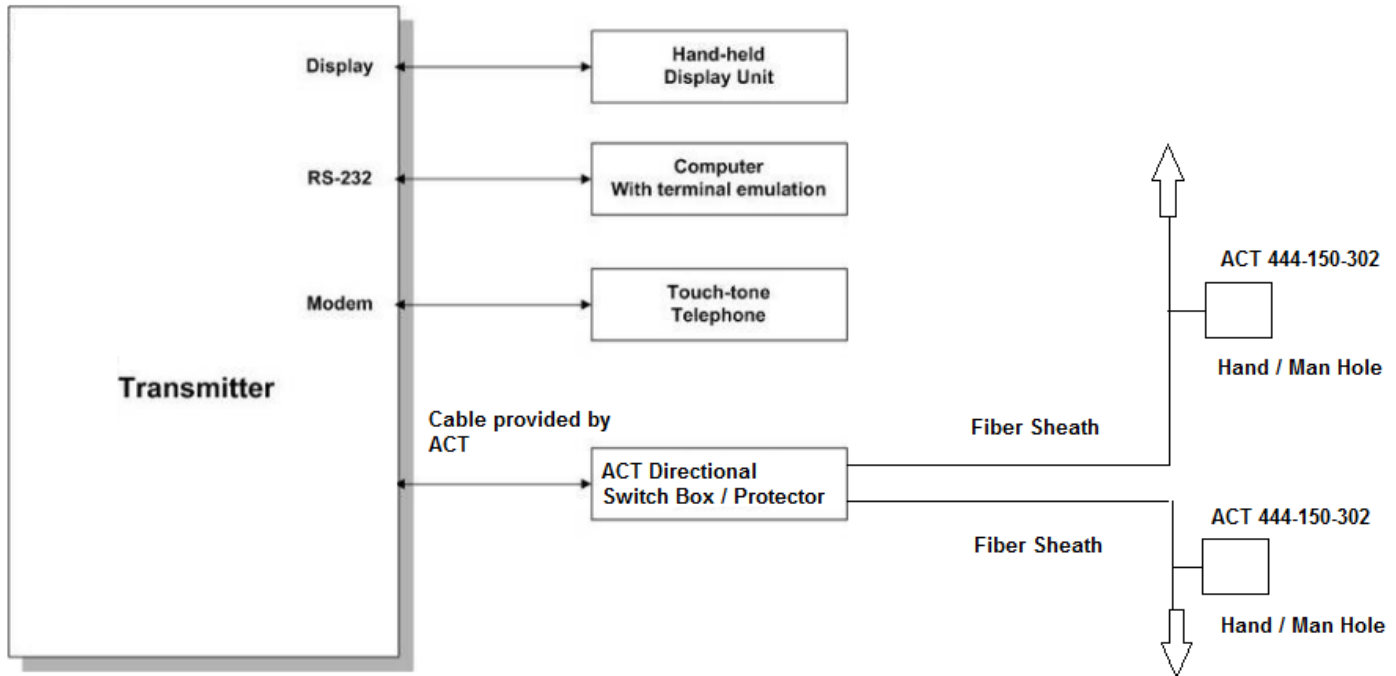 Display
Hand-held
Display Unit
RS-232
Computer
With terminal emulation
Modem
Touch-tone
Telephone
ACT 444-150-302
Hand / Man Hole
Transmitter
Cable provided by
ACT
ACT Directional
Switch Box / Protector
Fiber Sheath
Fiber Sheath
ACT 444-150-302
Hand / Man Hole